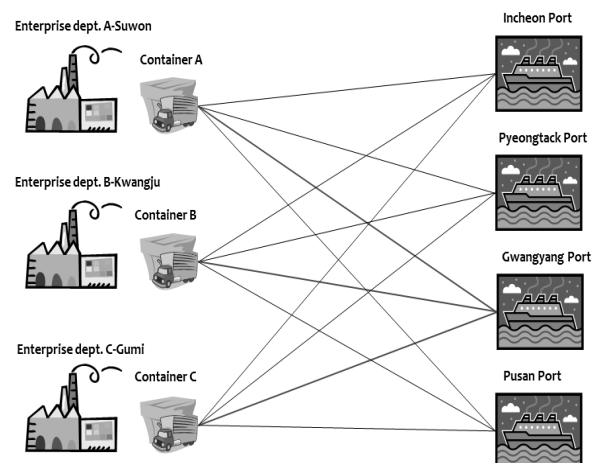 Enterprise dept. A-Suwon
Container A
Incheon Port
Pyeongtack Port
Enterprise dept. B-Kwangju
Container B
Gwangyang Port
Enterprise dept. C-Gumi
Container C
Pusan Port